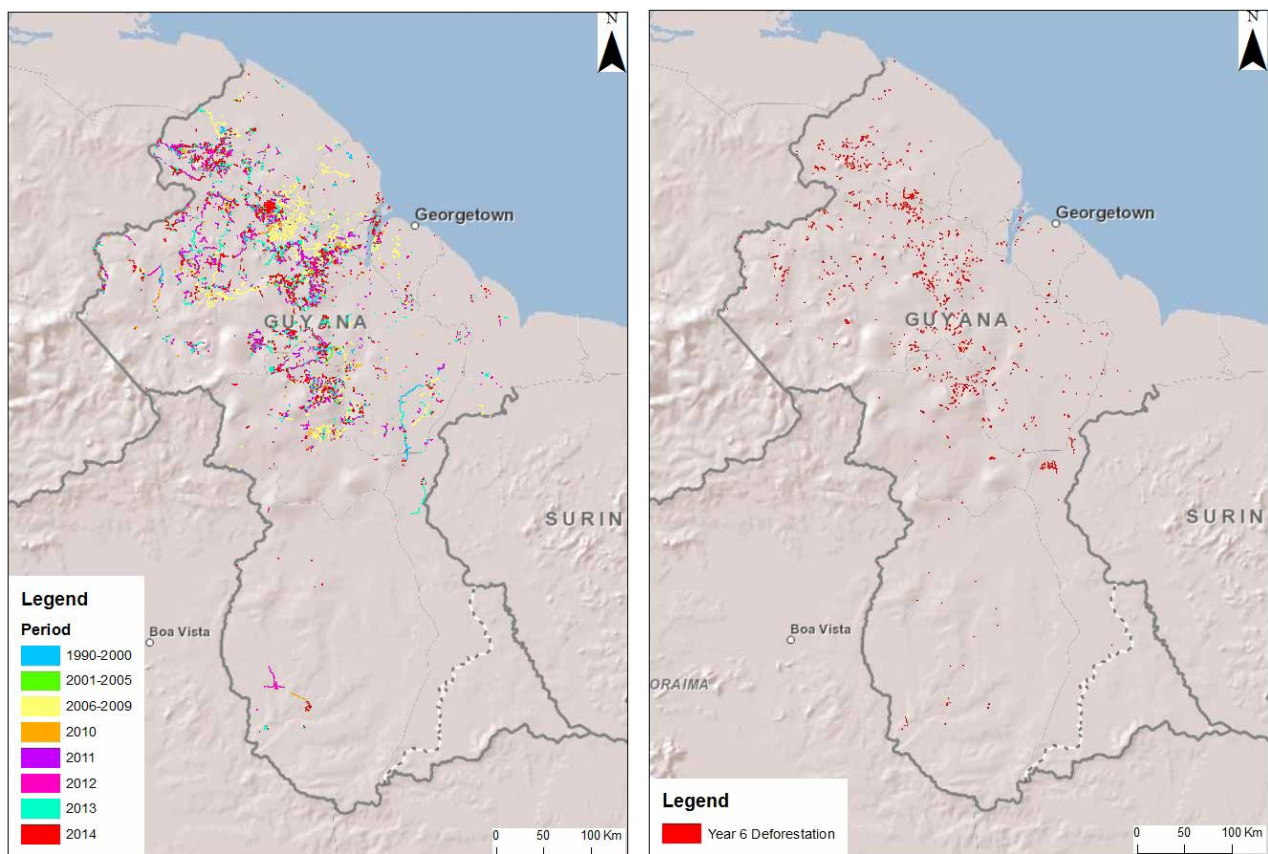 N
Georgetown
GUYANA
SURIN
Boa Vista
Legend
Period
1990-2000
2001-2005
2006-2009
2010
2011
2012
2013
2014
0 50 100 Km
N
Georgetown
GUYANA
SURIN
Boa Vista
ORAIMA
Legend
Year 6 Deforestation
0 50 100 Km